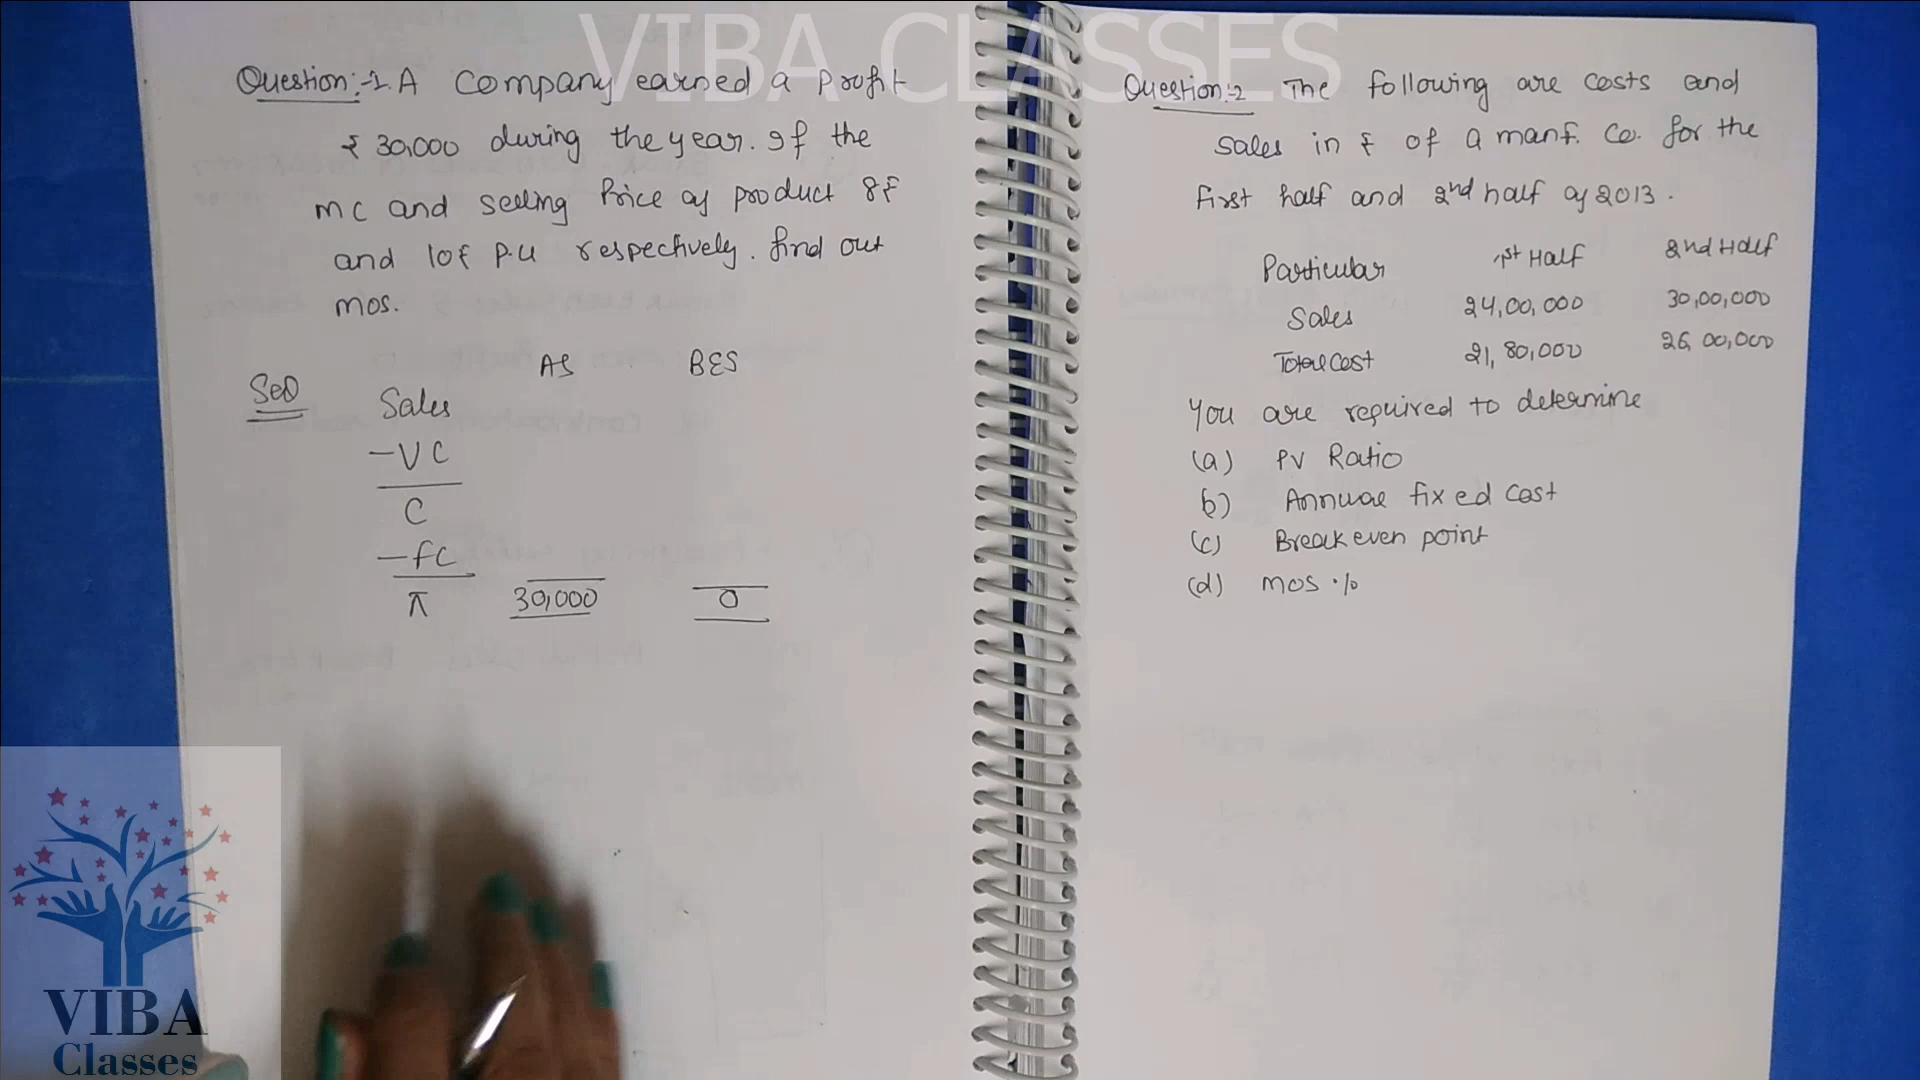 VIBA CLASSES
Question:-1. A Company earned a Profit
₹ 30,000 during the year. If the
mc and selling Price of product 8₹
and 10₹ P.U respectively. find out
mos.
AS BES
Sol
Sales
-VC
C
-fc
π 30,000 0
Question:2 The following are costs and
sales in ₹ of a manf. Co. for the
first half and 2nd half of 2013.
Particular 1st Half 2nd Half
Sales 24,00,000 30,00,000
Total Cost 21,80,000 26,00,000
You are required to determine
(a) PV Ratio
b) Annual fixed Cost
(c) Break even point
(d) mos %
VIBA
Classes